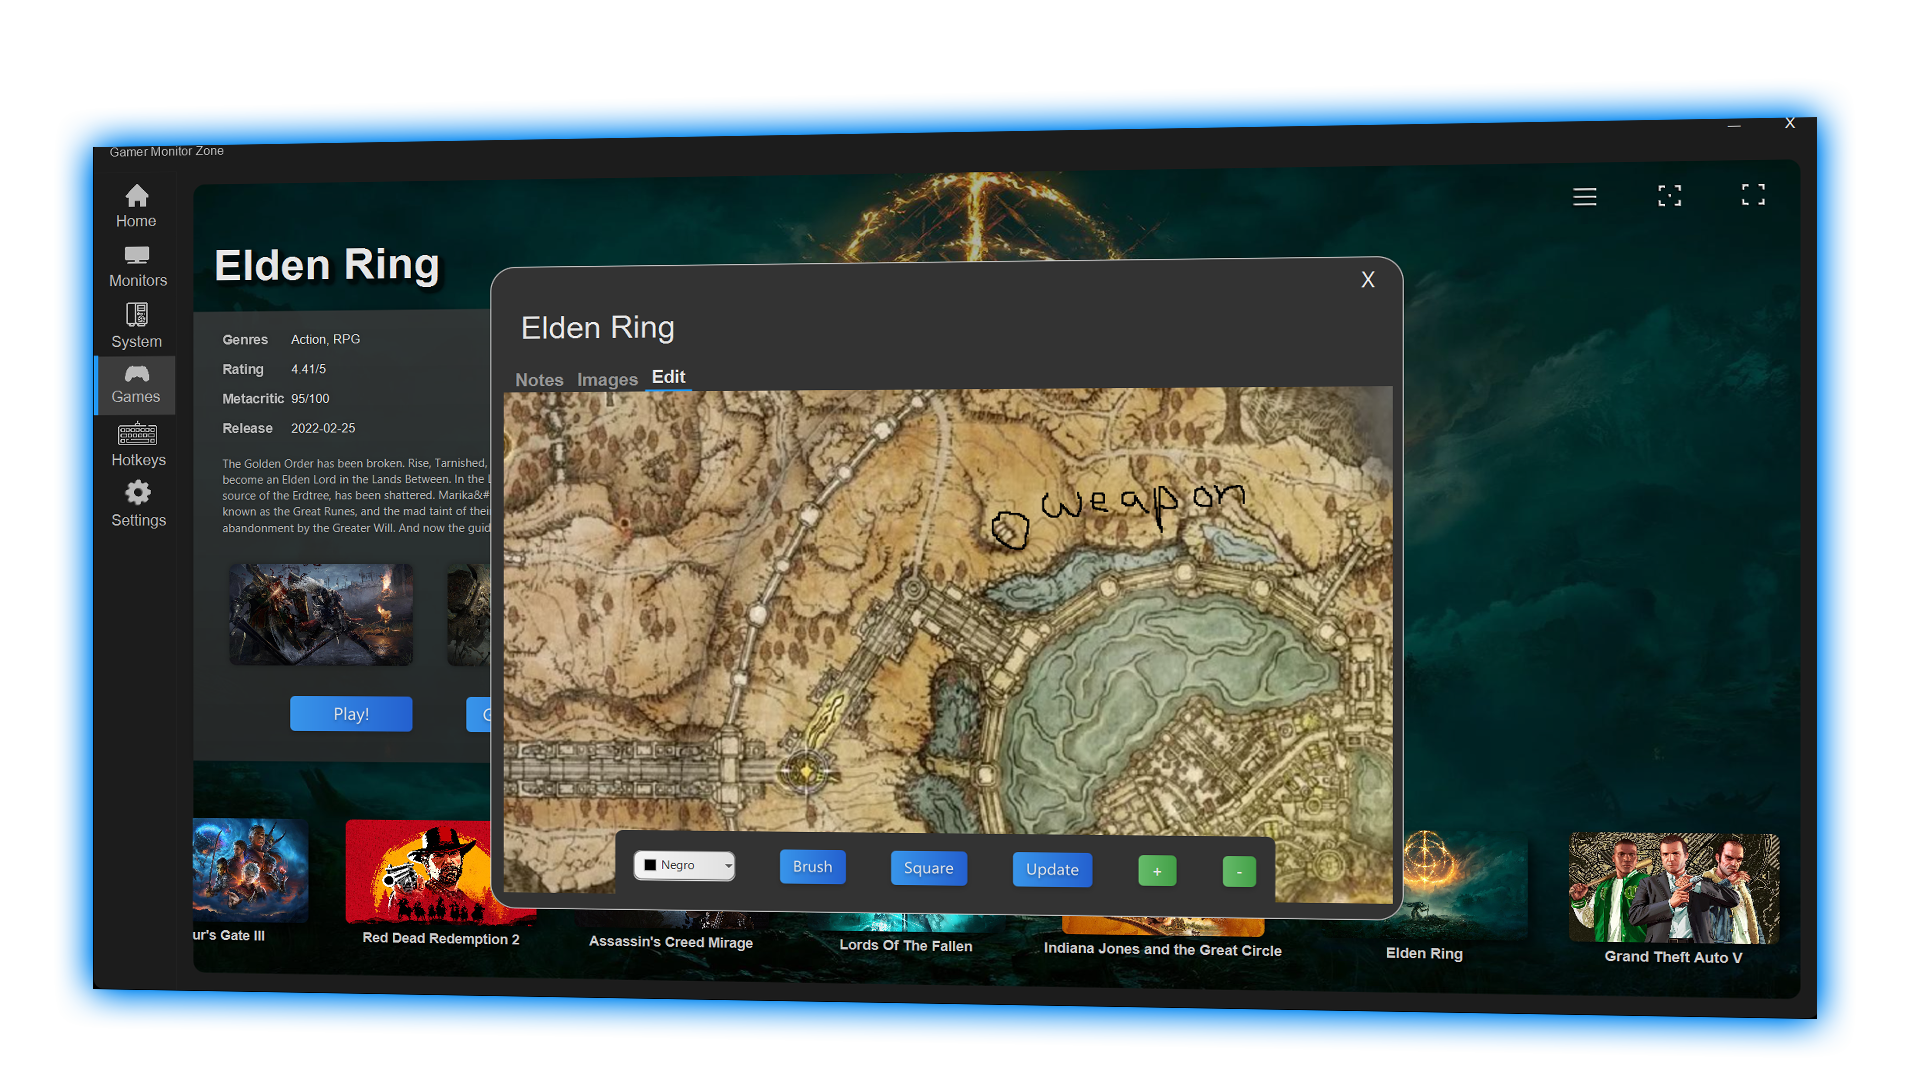 Gamer Monitor Zone
X
Home
Monitors
System
Games
Hotkeys
Settings
Elden Ring
Genres Action, RPG
Rating 4.41/5
Metacritic 95/100
Release 2022-02-25
The Golden Order has been broken. Rise, Tarnished,
become an Elden Lord in the Lands Between. In the L
source of the Erdtree, has been shattered. Marika&#
known as the Great Runes, and the mad taint of thei
abandonment by the Greater Will. And now the guid
Play!
X
Elden Ring
Notes Images Edit
weapon
Negro Brush Square Update + -
ur's Gate III
Red Dead Redemption 2
Assassin's Creed Mirage
Lords Of The Fallen
Indiana Jones and the Great Circle
Elden Ring
Grand Theft Auto V